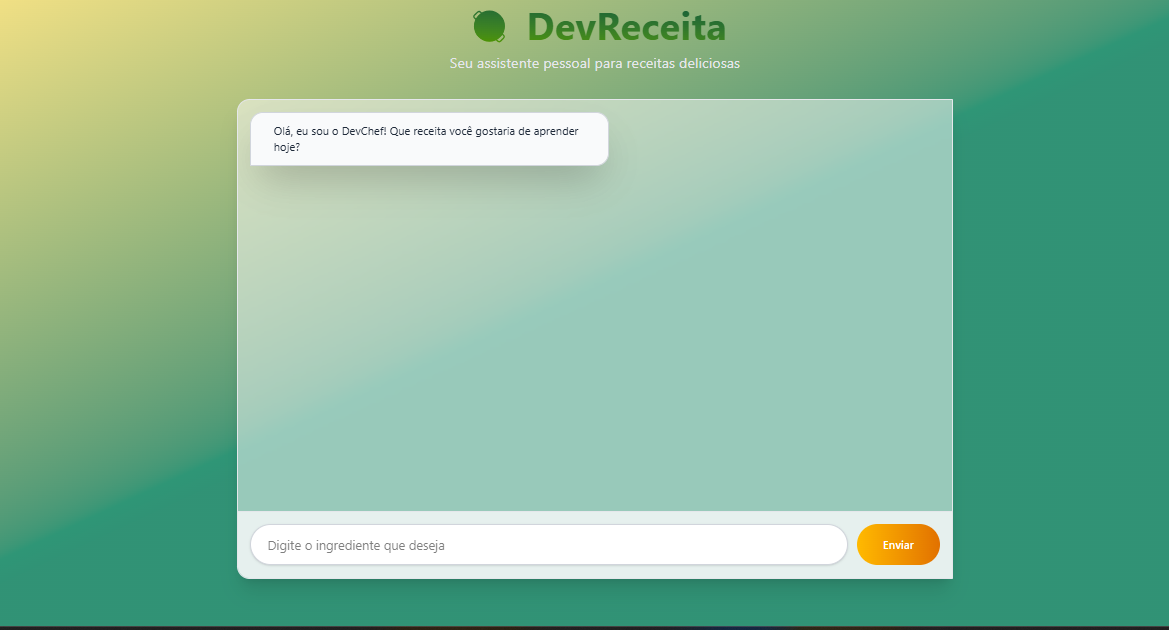 DevReceita
Seu assistente pessoal para receitas deliciosas
Olá, eu sou o DevChef! Que receita você gostaria de aprender
hoje?
Digite o ingrediente que deseja
Enviar